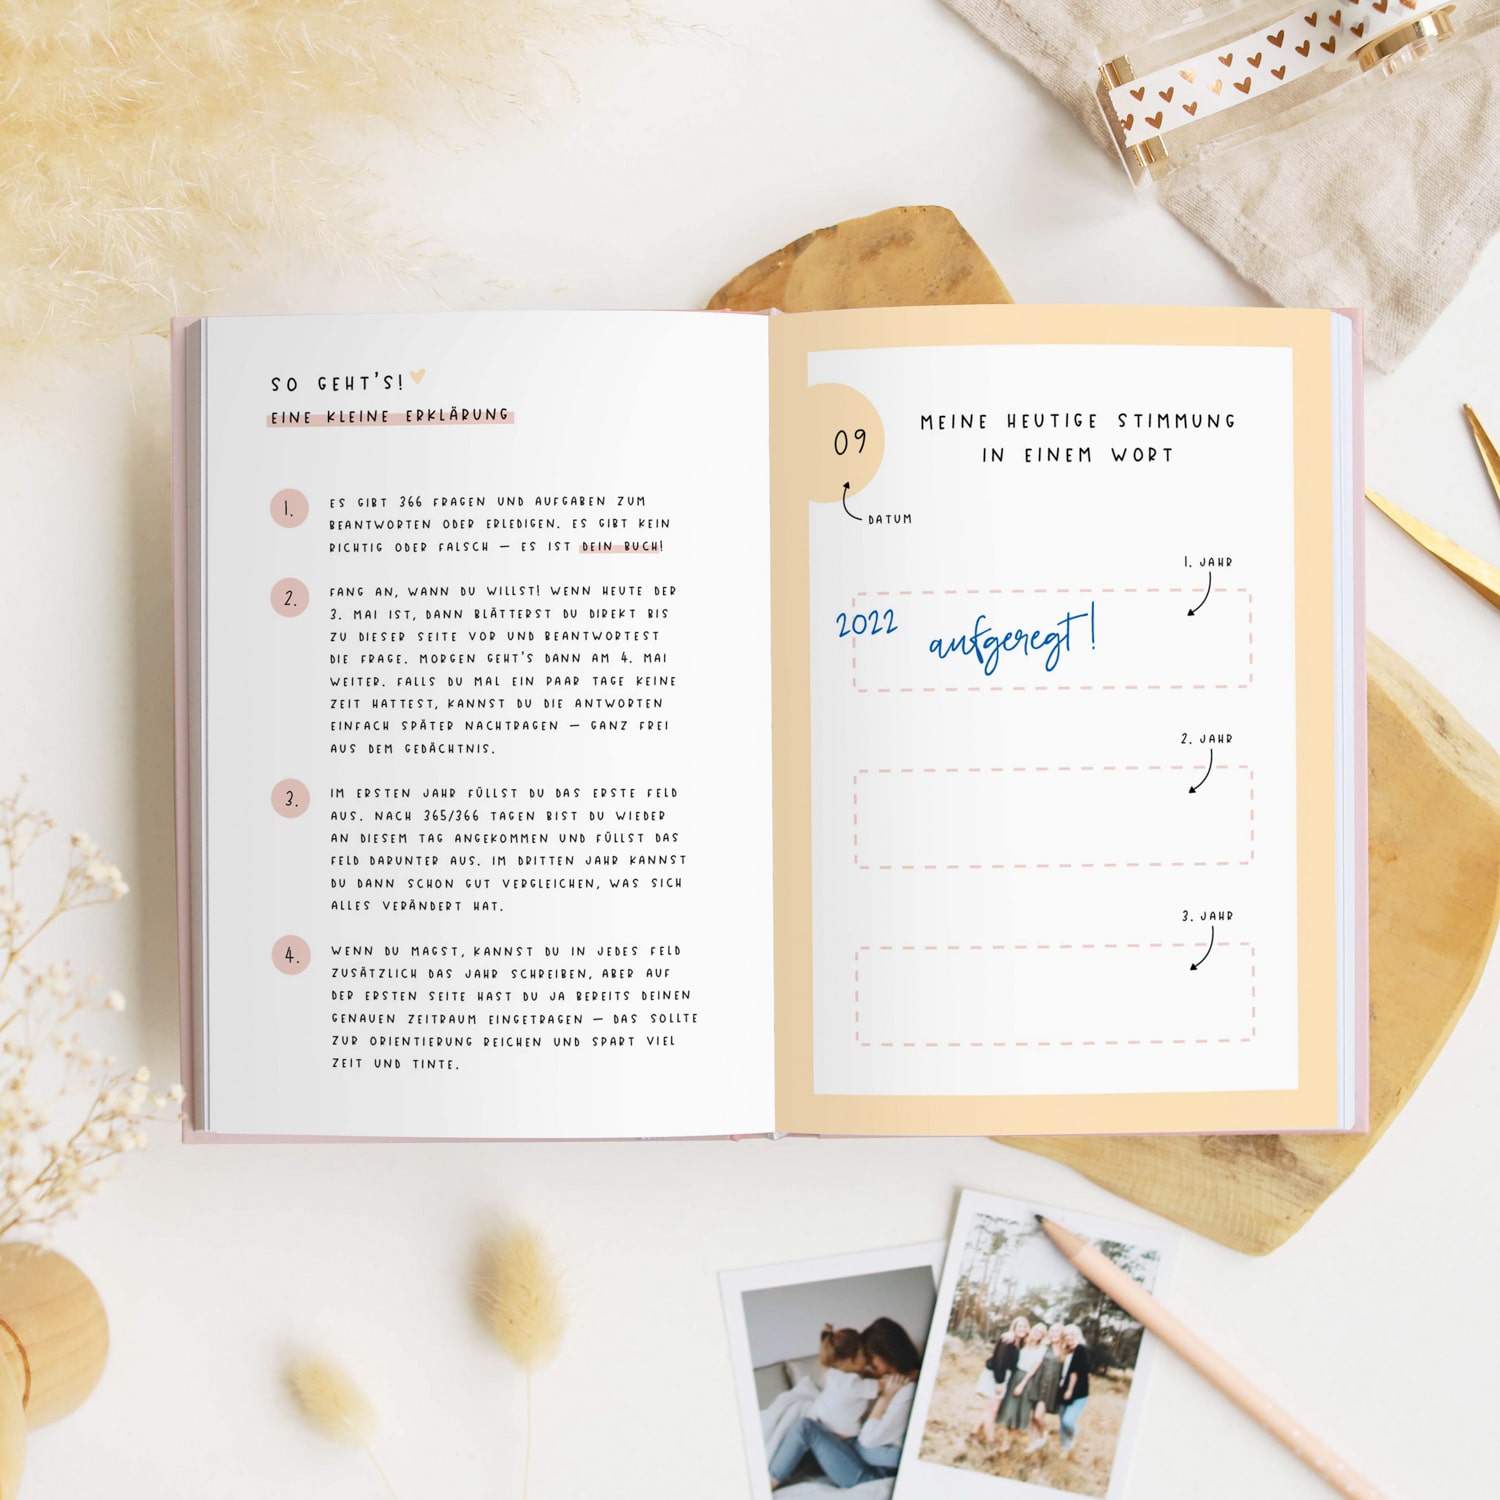 SO GEHT'S!
EINE KLEINE ERKLÄRUNG
1.
ES GIBT 366 FRAGEN UND AUFGABEN ZUM
BEANTWORTEN ODER ERLEDIGEN. ES GIBT KEIN
RICHTIG ODER FALSCH – ES IST DEIN BUCH!
2.
FANG AN, WANN DU WILLST! WENN HEUTE DER
3. MAI IST, DANN BLÄTTERST DU DIREKT BIS
ZU DIESER SEITE VOR UND BEANTWORTEST
DIE FRAGE. MORGEN GEHT'S DANN AM 4. MAI
WEITER. FALLS DU MAL EIN PAAR TAGE KEINE
ZEIT HATTEST, KANNST DU DIE ANTWORTEN
EINFACH SPÄTER NACHTRAGEN – GANZ FREI
AUS DEM GEDÄCHTNIS.
3.
IM ERSTEN JAHR FÜLLST DU DAS ERSTE FELD
AUS. NACH 365/366 TAGEN BIST DU WIEDER
AN DIESEM TAG ANGEKOMMEN UND FÜLLST DAS
FELD DARUNTER AUS. IM DRITTEN JAHR KANNST
DU DANN SCHON GUT VERGLEICHEN, WAS SICH
ALLES VERÄNDERT HAT.
4.
WENN DU MAGST, KANNST DU IN JEDES FELD
ZUSÄTZLICH DAS JAHR SCHREIBEN, ABER AUF
DER ERSTEN SEITE HAST DU JA BEREITS DEINEN
GENAUEN ZEITRAUM EINGETRAGEN – DAS SOLLTE
ZUR ORIENTIERUNG REICHEN UND SPART VIEL
ZEIT UND TINTE.
09
DATUM
MEINE HEUTIGE STIMMUNG
IN EINEM WORT
1. JAHR
2022 aufgeregt!
2. JAHR
3. JAHR